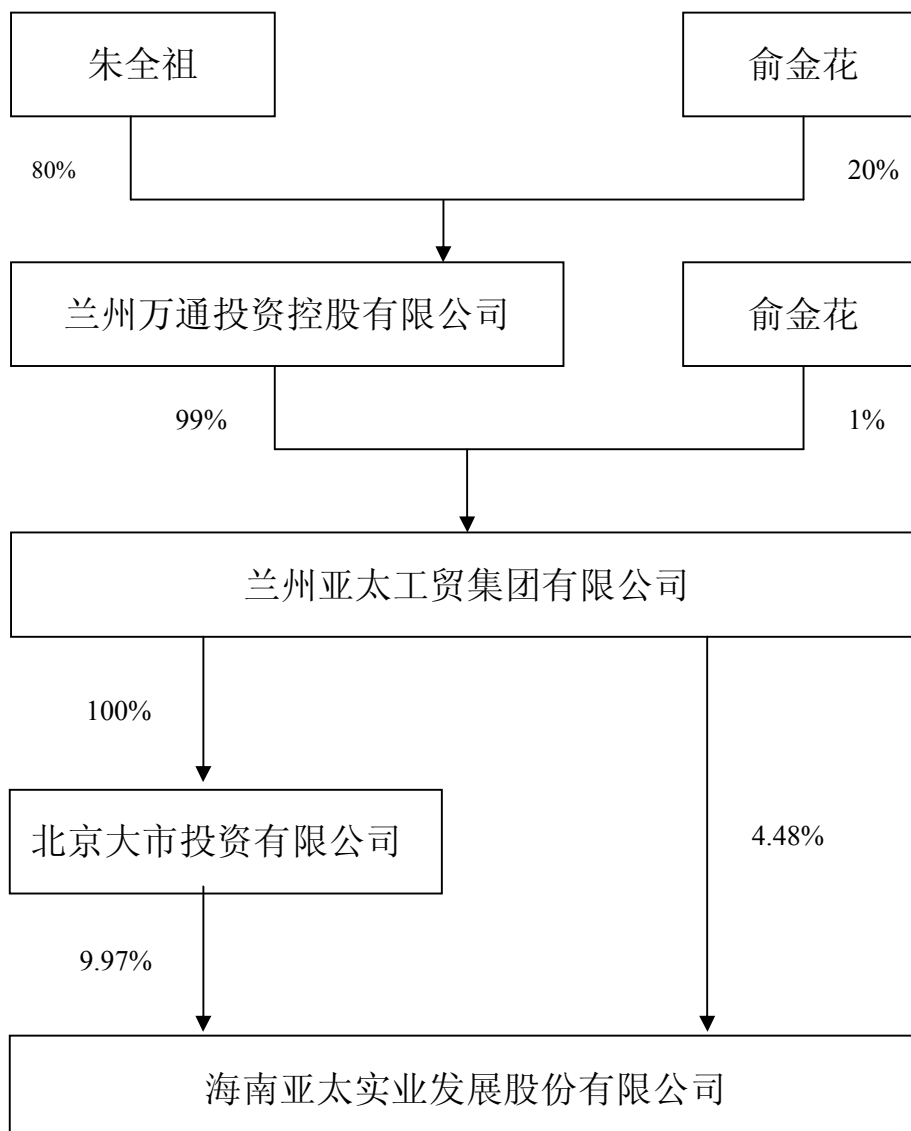 朱全祖
俞金花
80%
20%
兰州万通投资控股有限公司
俞金花
99%
1%
兰州亚太工贸集团有限公司
100%
北京大市投资有限公司
4.48%
9.97%
海南亚太实业发展股份有限公司